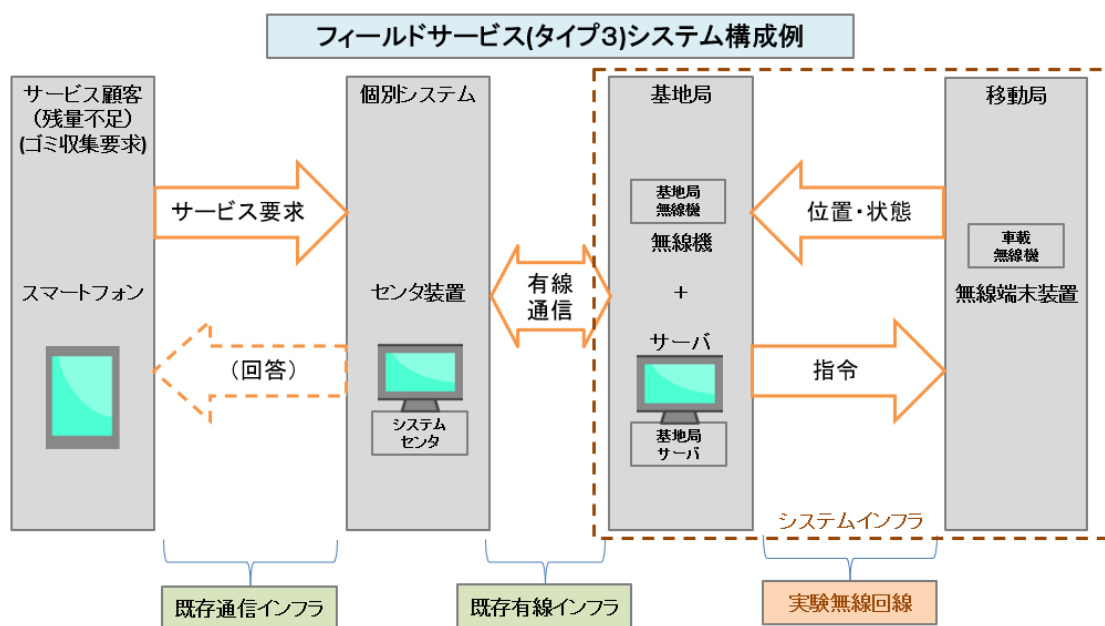 フィールドサービス(タイプ3)システム構成例
サービス顧客
(残量不足)
(ゴミ収集要求)
サービス要求
スマートフォン
(回答)
個別システム
センタ装置
システム
センタ
有線
通信
基地局
基地局
無線機
無線機
+
サーバ
基地局
サーバ
位置・状態
指令
移動局
車載
無線機
無線端末装置
システムインフラ
既存通信インフラ
既存有線インフラ
実験無線回線